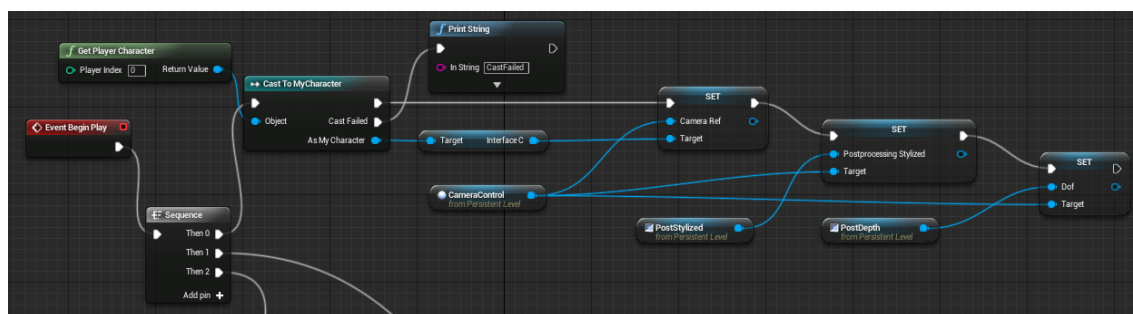 Get Player Character
Player Index 0 Return Value
Print String
In String CastFailed
Cast To MyCharacter
Object Cast Failed
As My Character
Event Begin Play
Sequence
Then 0
Then 1
Then 2
Add pin +
Target Interface C
CameraControl
from Persistent Level
SET
Camera Ref
Target
PostStylized
from Persistent Level
SET
Postprocessing Stylized
Target
PostDepth
from Persistent Level
SET
Dof
Target